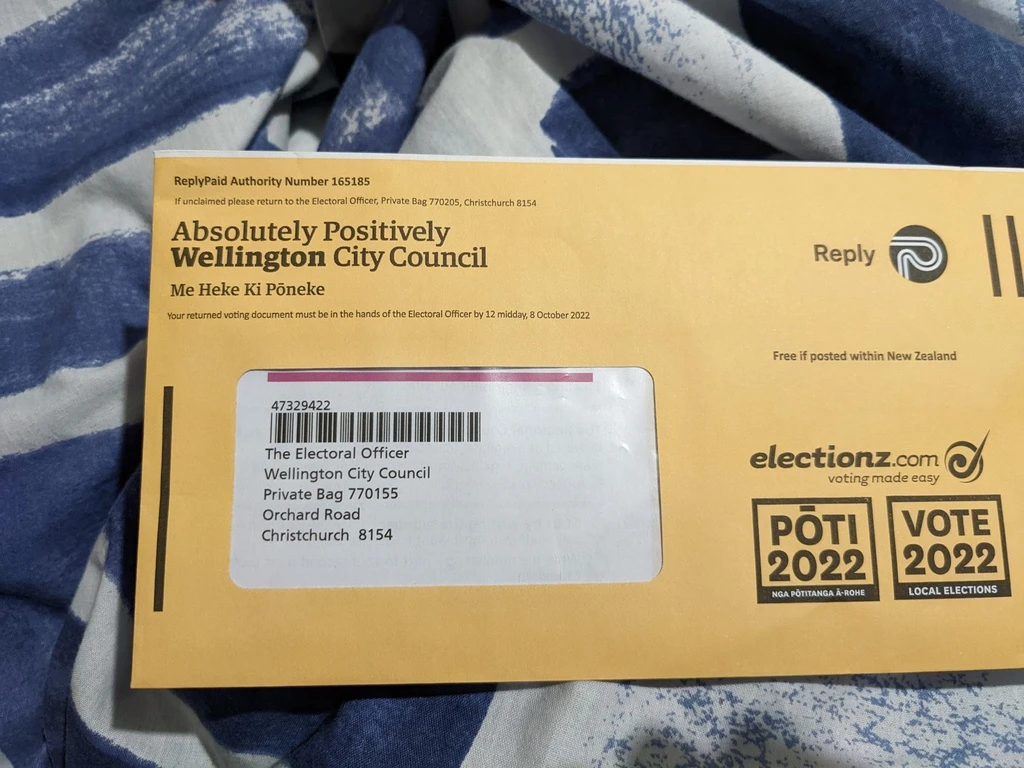 ReplyPaid Authority Number 165185
If unclaimed please return to the Electoral Officer, Private Bag 770205, Christchurch 8154
Absolutely Positively
Wellington City Council
Me Heke Ki Pōneke
Your returned voting document must be in the hands of the Electoral Officer by 12 midday, 8 October 2022
Reply
Free if posted within New Zealand
47329422
The Electoral Officer
Wellington City Council
Private Bag 770155
Orchard Road
Christchurch 8154
electionz.com
voting made easy
PŌTI
2022
NGA PŌTITANGA Ā-ROHE
VOTE
2022
LOCAL ELECTIONS